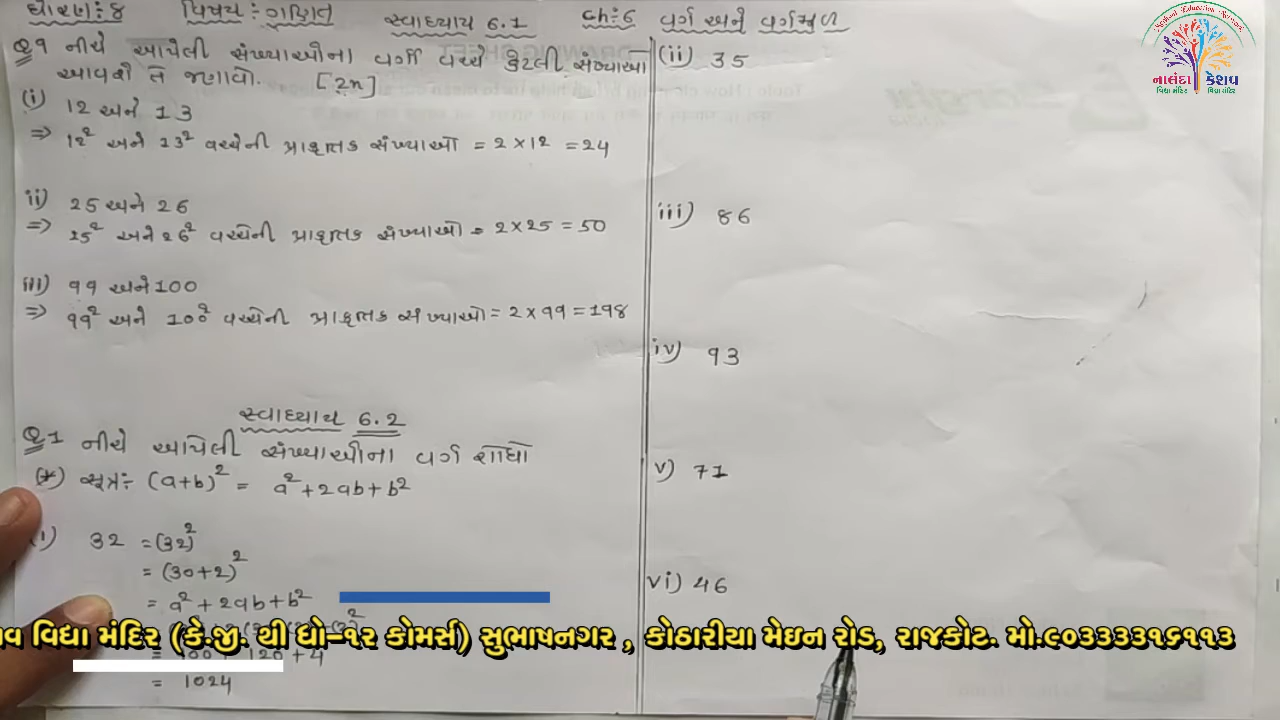 ધોરણ: ૪ વિષય : ગણિત સ્વાધ્યાય 6.1 Ch: 6 વર્ગ અને વર્ગમૂળ
Q1 નીચે આપેલી સંખ્યાઓના વર્ગો વચ્ચે કેટલી સંખ્યાઓ
આવશે તે જણાવો. [2n]
(i) 12 અને 13
⇒ 12² અને 13² વચ્ચેની પ્રાકૃતિક સંખ્યાઓ = 2 × 12 = 24
ii) 25 અને 26
⇒ 25² અને 26² વચ્ચેની પ્રાકૃતિક સંખ્યાઓ = 2 × 25 = 50
iii) 99 અને 100
⇒ 99² અને 100² વચ્ચેની પ્રાકૃતિક સંખ્યાઓ = 2 × 99 = 198
સ્વાધ્યાય 6.2
Q1 નીચે આપેલી સંખ્યાઓના વર્ગ શોધો
(*) સૂત્ર:- (a+b)² = a² + 2ab + b²
(i) 32 = (32)²
= (30+2)²
= a² + 2ab + b²
= 1024
(ii) 35
iii) 86
iv) 93
v) 71
vi) 46
નાલંદા કેશવ
વિદ્યા મંદિર વિદ્યા મંદિર
વિદ્યા મંદિર (કે.જી. થી ધો–૧૨ કોમર્સ) સુભાષનગર , કોઠારીયા મેઇન રોડ, રાજકોટ. મો.૯૦૩૩૩૩૧૬૧૧૩